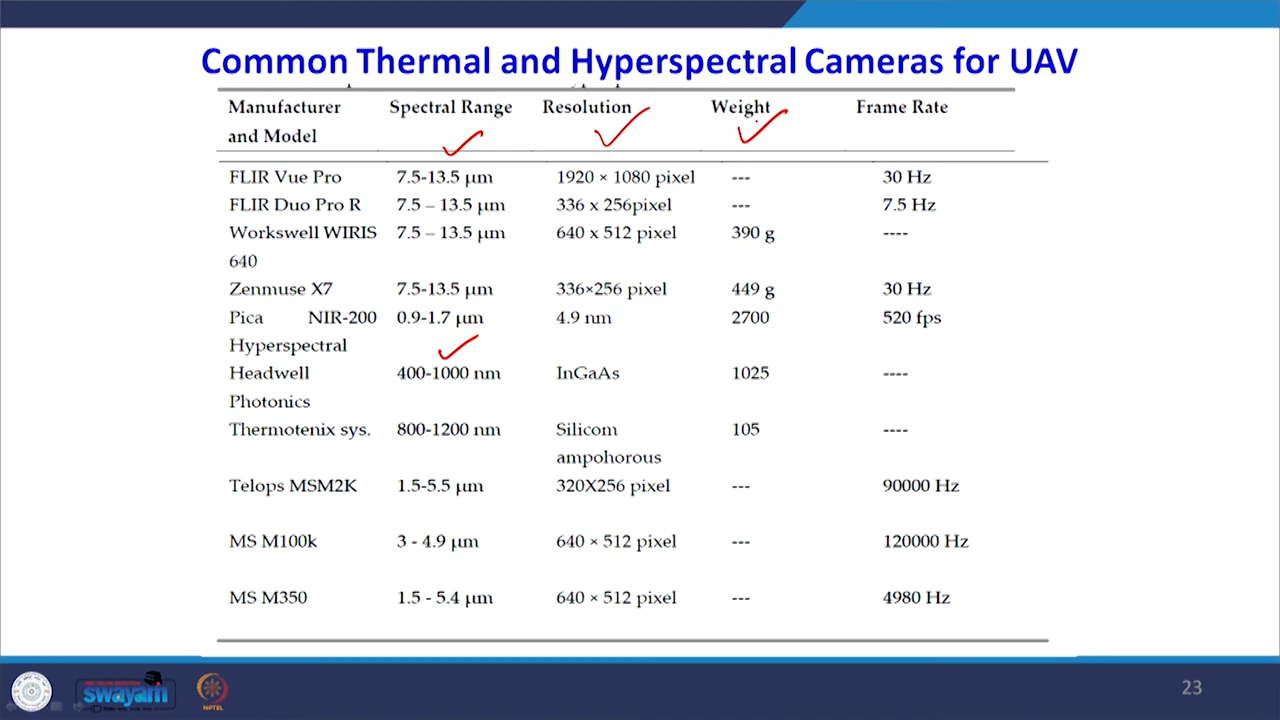 Common Thermal and Hyperspectral Cameras for UAV
Manufacturer and Model Spectral Range Resolution Weight Frame Rate
FLIR Vue Pro 7.5-13.5 µm 1920 × 1080 pixel --- 30 Hz
FLIR Duo Pro R 7.5 – 13.5 µm 336 x 256pixel --- 7.5 Hz
Workswell WIRIS 640 7.5 – 13.5 µm 640 x 512 pixel 390 g ----
Zenmuse X7 7.5-13.5 µm 336×256 pixel 449 g 30 Hz
Pica NIR-200 Hyperspectral 0.9-1.7 µm 4.9 nm 2700 520 fps
Headwell Photonics 400-1000 nm InGaAs 1025 ----
Thermotenix sys. 800-1200 nm Silicom ampohorous 105 ----
Telops MSM2K 1.5-5.5 µm 320X256 pixel --- 90000 Hz
MS M100k 3 - 4.9 µm 640 × 512 pixel --- 120000 Hz
MS M350 1.5 - 5.4 µm 640 × 512 pixel --- 4980 Hz
swayam
NPTEL
23